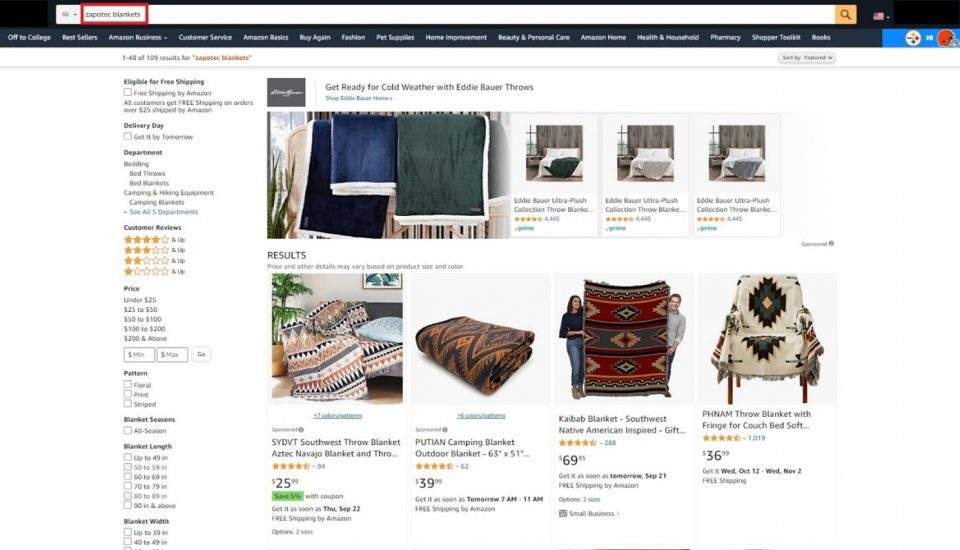 All
zapotec blankets
Off to College Best Sellers Amazon Business Customer Service Amazon Basics Buy Again Fashion Pet Supplies Home Improvement Beauty & Personal Care Amazon Home Health & Household Pharmacy Shopper Toolkit Books
VS
1-48 of 109 results for "zapotec blankets"
Sort by: Featured
Eligible for Free Shipping
Free Shipping by Amazon
All customers get FREE Shipping on orders
over $25 shipped by Amazon
Delivery Day
Get It by Tomorrow
Department
Bedding
Bed Throws
Bed Blankets
Camping & Hiking Equipment
Camping Blankets
See All 5 Departments
Customer Reviews
& Up
& Up
& Up
& Up
Price
Under $25
$25 to $50
$50 to $100
$100 to $200
$200 & Above
$ Min $ Max Go
Pattern
Floral
Print
Striped
Blanket Seasons
All-Season
Blanket Length
Up to 49 in
50 to 59 in
60 to 69 in
70 to 79 in
80 to 89 in
90 in & above
Blanket Width
Up to 39 in
40 to 49 in
Eddie Bauer
Get Ready for Cold Weather with Eddie Bauer Throws
Shop Eddie Bauer Home ›
Eddie Bauer Ultra-Plush
Collection Throw Blanke...
4,445
prime
Eddie Bauer Ultra-Plush
Collection Throw Blanke...
4,445
prime
Eddie Bauer Ultra-Plush
Collection Throw Blanke...
4,445
prime
Sponsored
RESULTS
Price and other details may vary based on product size and color.
+7 colors/patterns
Sponsored
SYDVT Southwest Throw Blanket
Aztec Navajo Blanket and Thro...
94
$25.99
Save 5% with coupon
Get it as soon as Thu, Sep 22
FREE Shipping by Amazon
Options: 2 sizes
+6 colors/patterns
Sponsored
PUTIAN Camping Blanket
Outdoor Blanket - 63" x 51"...
62
$39.99
Get it as soon as Tomorrow 7 AM - 11 AM
FREE Shipping by Amazon
Kaibab Blanket - Southwest
Native American Inspired - Gift...
288
$69.95
Get it as soon as tomorrow, Sep 21
FREE Shipping by Amazon
Options: 2 sizes
Small Business
PHNAM Throw Blanket with
Fringe for Couch Bed Soft...
1,019
$36.99
Get it Wed, Oct 12 - Wed, Nov 2
FREE Shipping